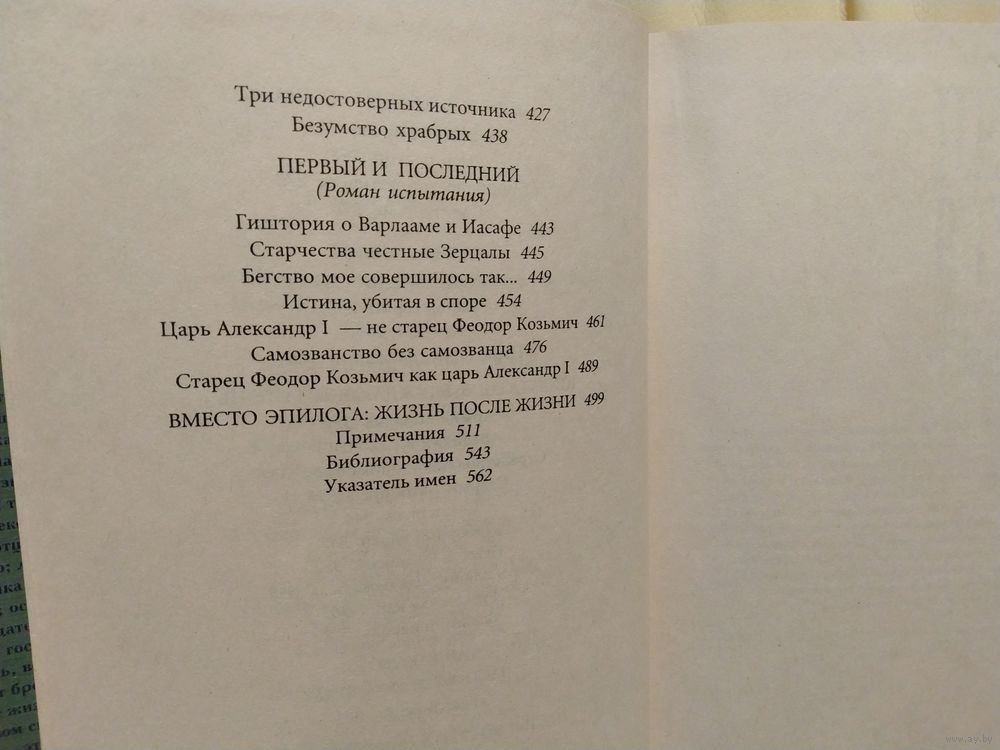 Три недостоверных источника 427
Безумство храбрых 438
ПЕРВЫЙ И ПОСЛЕДНИЙ
(Роман испытания)
Гиштория о Варлааме и Иасафе 443
Старчества честные Зерцалы 445
Бегство мое совершилось так... 449
Истина, убитая в споре 454
Царь Александр I — не старец Феодор Козьмич 461
Самозванство без самозванца 476
Старец Феодор Козьмич как царь Александр I 489
ВМЕСТО ЭПИЛОГА: ЖИЗНЬ ПОСЛЕ ЖИЗНИ 499
Примечания 511
Библиография 543
Указатель имен 562
www.ay.by